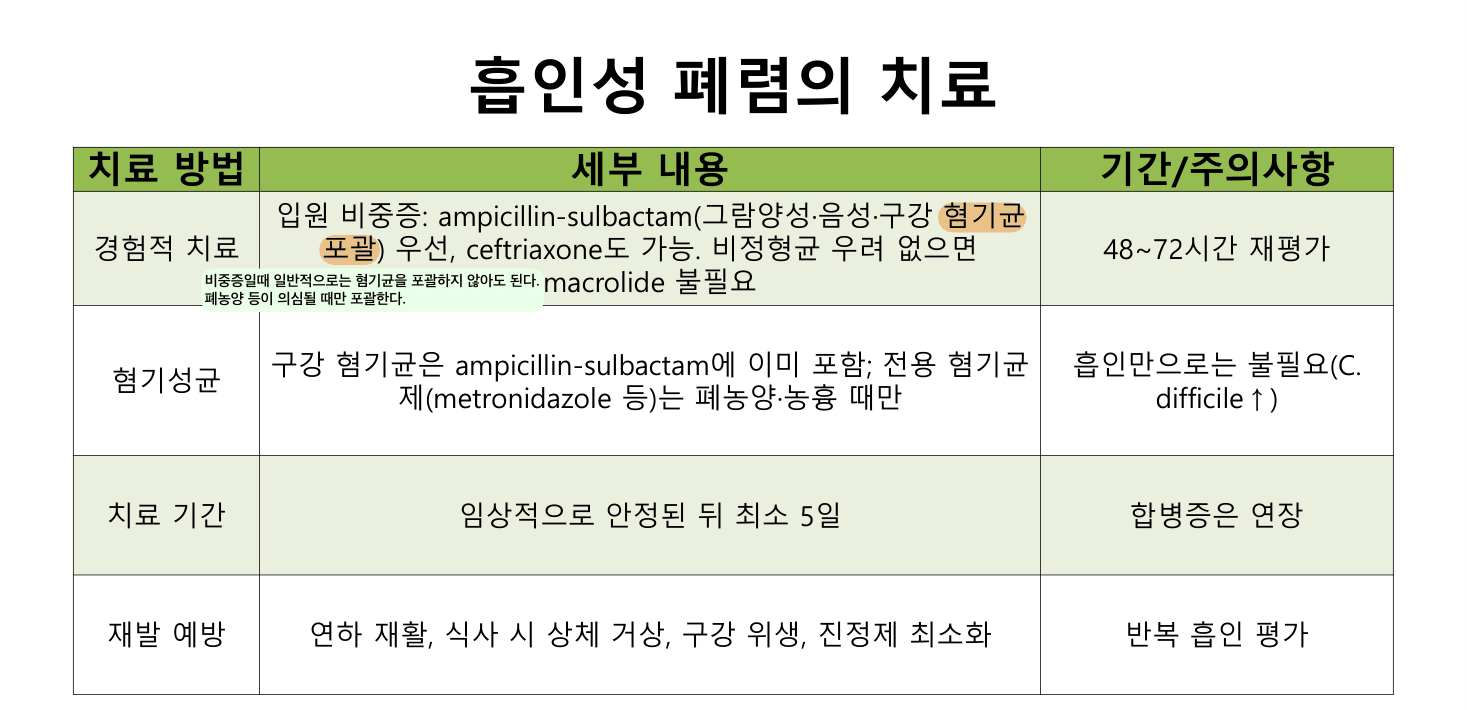 흡인성 폐렴의 치료
치료 방법
세부 내용
기간/주의사항
경험적 치료
입원 비중증: ampicillin-sulbactam(그람양성·음성·구강 혐기균
포괄) 우선, ceftriaxone도 가능. 비정형균 우려 없으면
macrolide 불필요
48~72시간 재평가
비중증일때 일반적으로는 혐기균을 포괄하지 않아도 된다.
폐농양 등이 의심될 때만 포괄한다.
혐기성균
구강 혐기균은 ampicillin-sulbactam에 이미 포함; 전용 혐기균
제(metronidazole 등)는 폐농양·농흉 때만
흡인만으로는 불필요(C.
difficile↑)
치료 기간
임상적으로 안정된 뒤 최소 5일
합병증은 연장
재발 예방
연하 재활, 식사 시 상체 거상, 구강 위생, 진정제 최소화
반복 흡인 평가